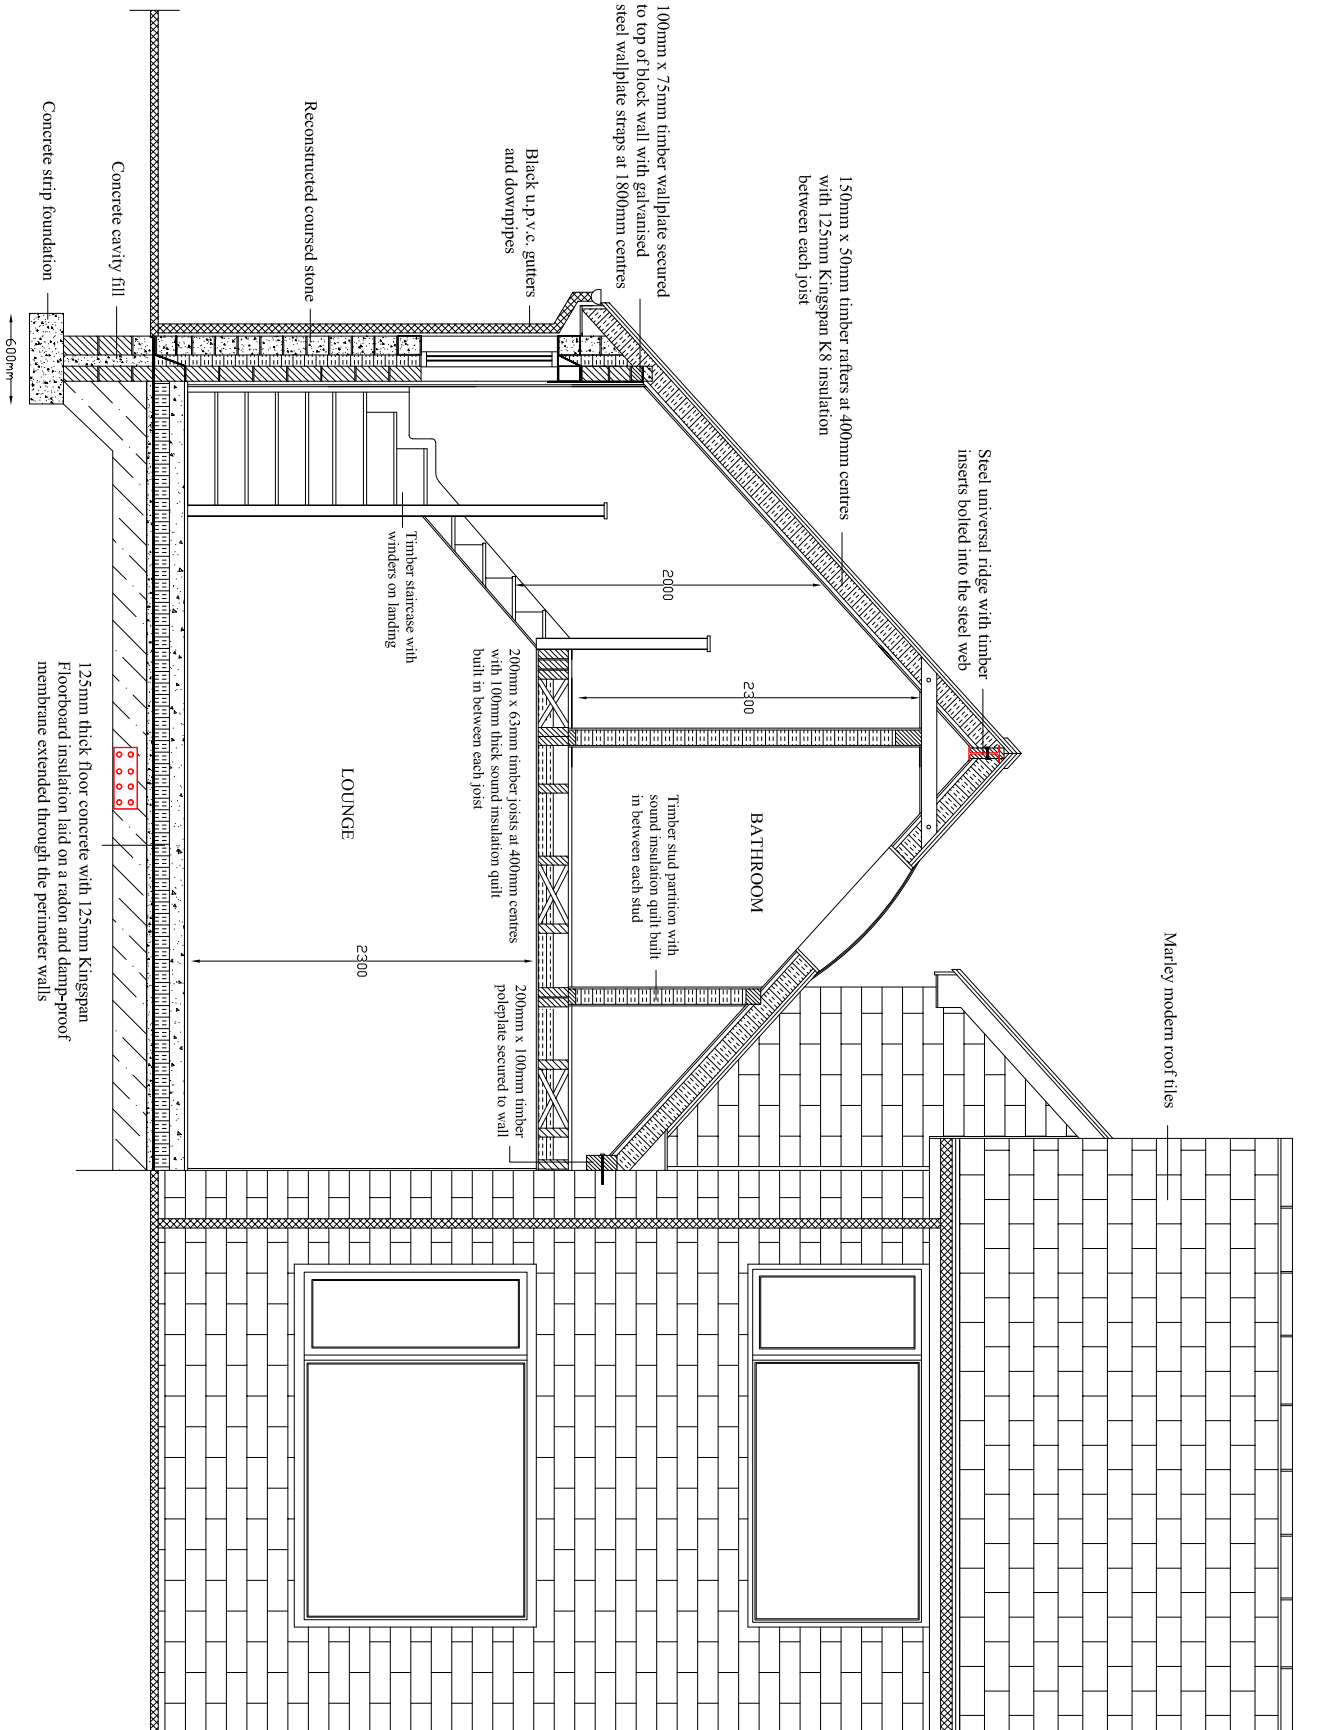 Marley modern roof tiles
Steel universal ridge with timber
inserts bolted into the steel web
150mm x 50mm timber rafters at 400mm centres
with 125mm Kingspan K8 insulation
between each joist
100mm x 75mm timber wallplate secured
to top of block wall with galvanised
steel wallplate straps at 1800mm centres
2300
BATHROOM
2000
Timber stud partition with
sound insulation quilt built
in between each stud
Black u.p.v.c. gutters
and downpipes
200mm x 63mm timber joists at 400mm centres
with 100mm thick sound insulation quilt
built in between each joist
200mm x 100mm timber
poleplate secured to wall
Timber staircase with
winders on landing
Reconstructed coursed stone
LOUNGE
2300
Concrete cavity fill
Concrete strip foundation
600mm
125mm thick floor concrete with 125mm Kingspan
Floorboard insulation laid on a radon and damp-proof
membrane extended through the perimeter walls